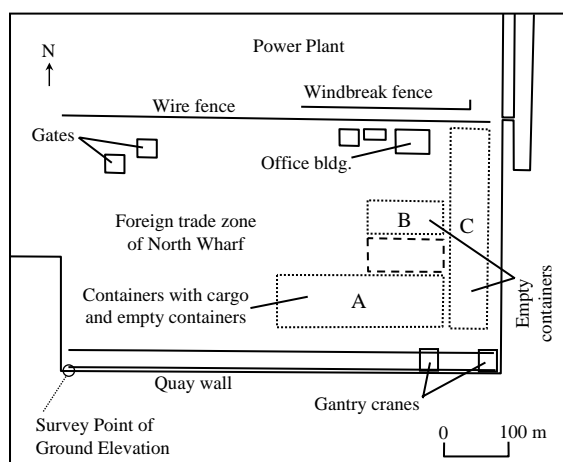 Power Plant
N
Windbreak fence
Wire fence
Gates
Office bldg.
B
C
Foreign trade zone
of North Wharf
Containers with cargo
and empty containers
A
Empty
containers
Quay wall
Gantry cranes
Survey Point of
Ground Elevation
0 100 m